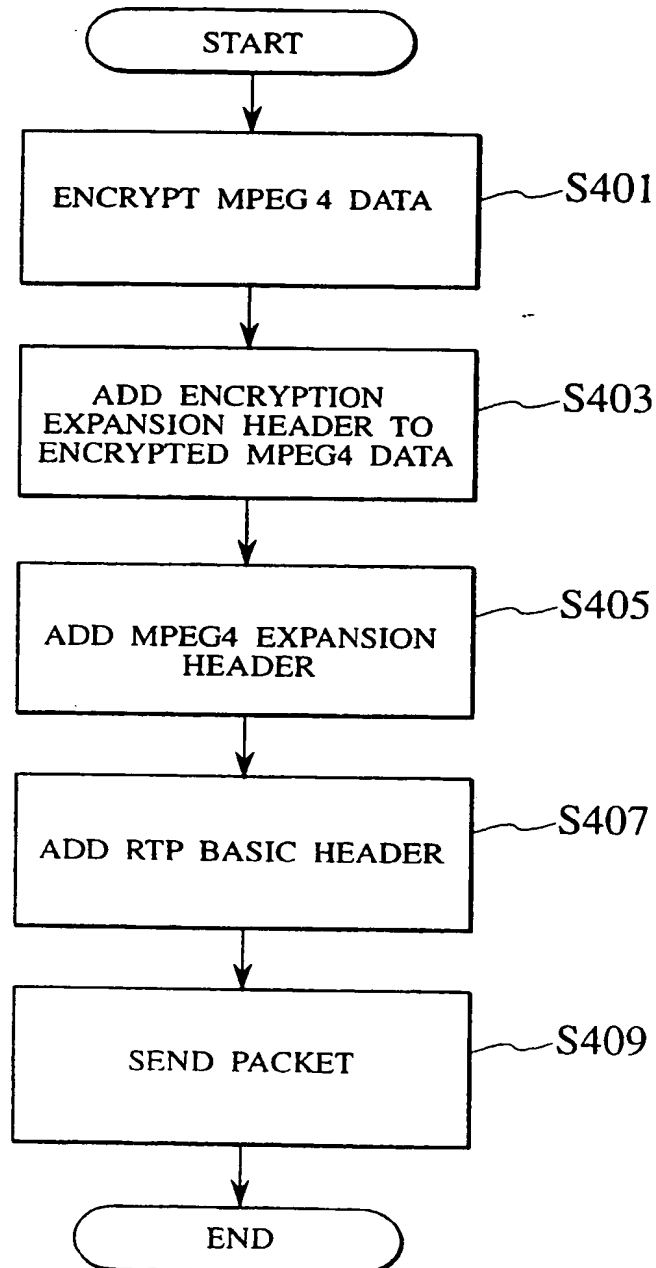 START
ENCRYPT MPEG 4 DATA
S401
ADD ENCRYPTION
EXPANSION HEADER TO
ENCRYPTED MPEG4 DATA
S403
ADD MPEG4 EXPANSION
HEADER
S405
ADD RTP BASIC HEADER
S407
SEND PACKET
S409
END